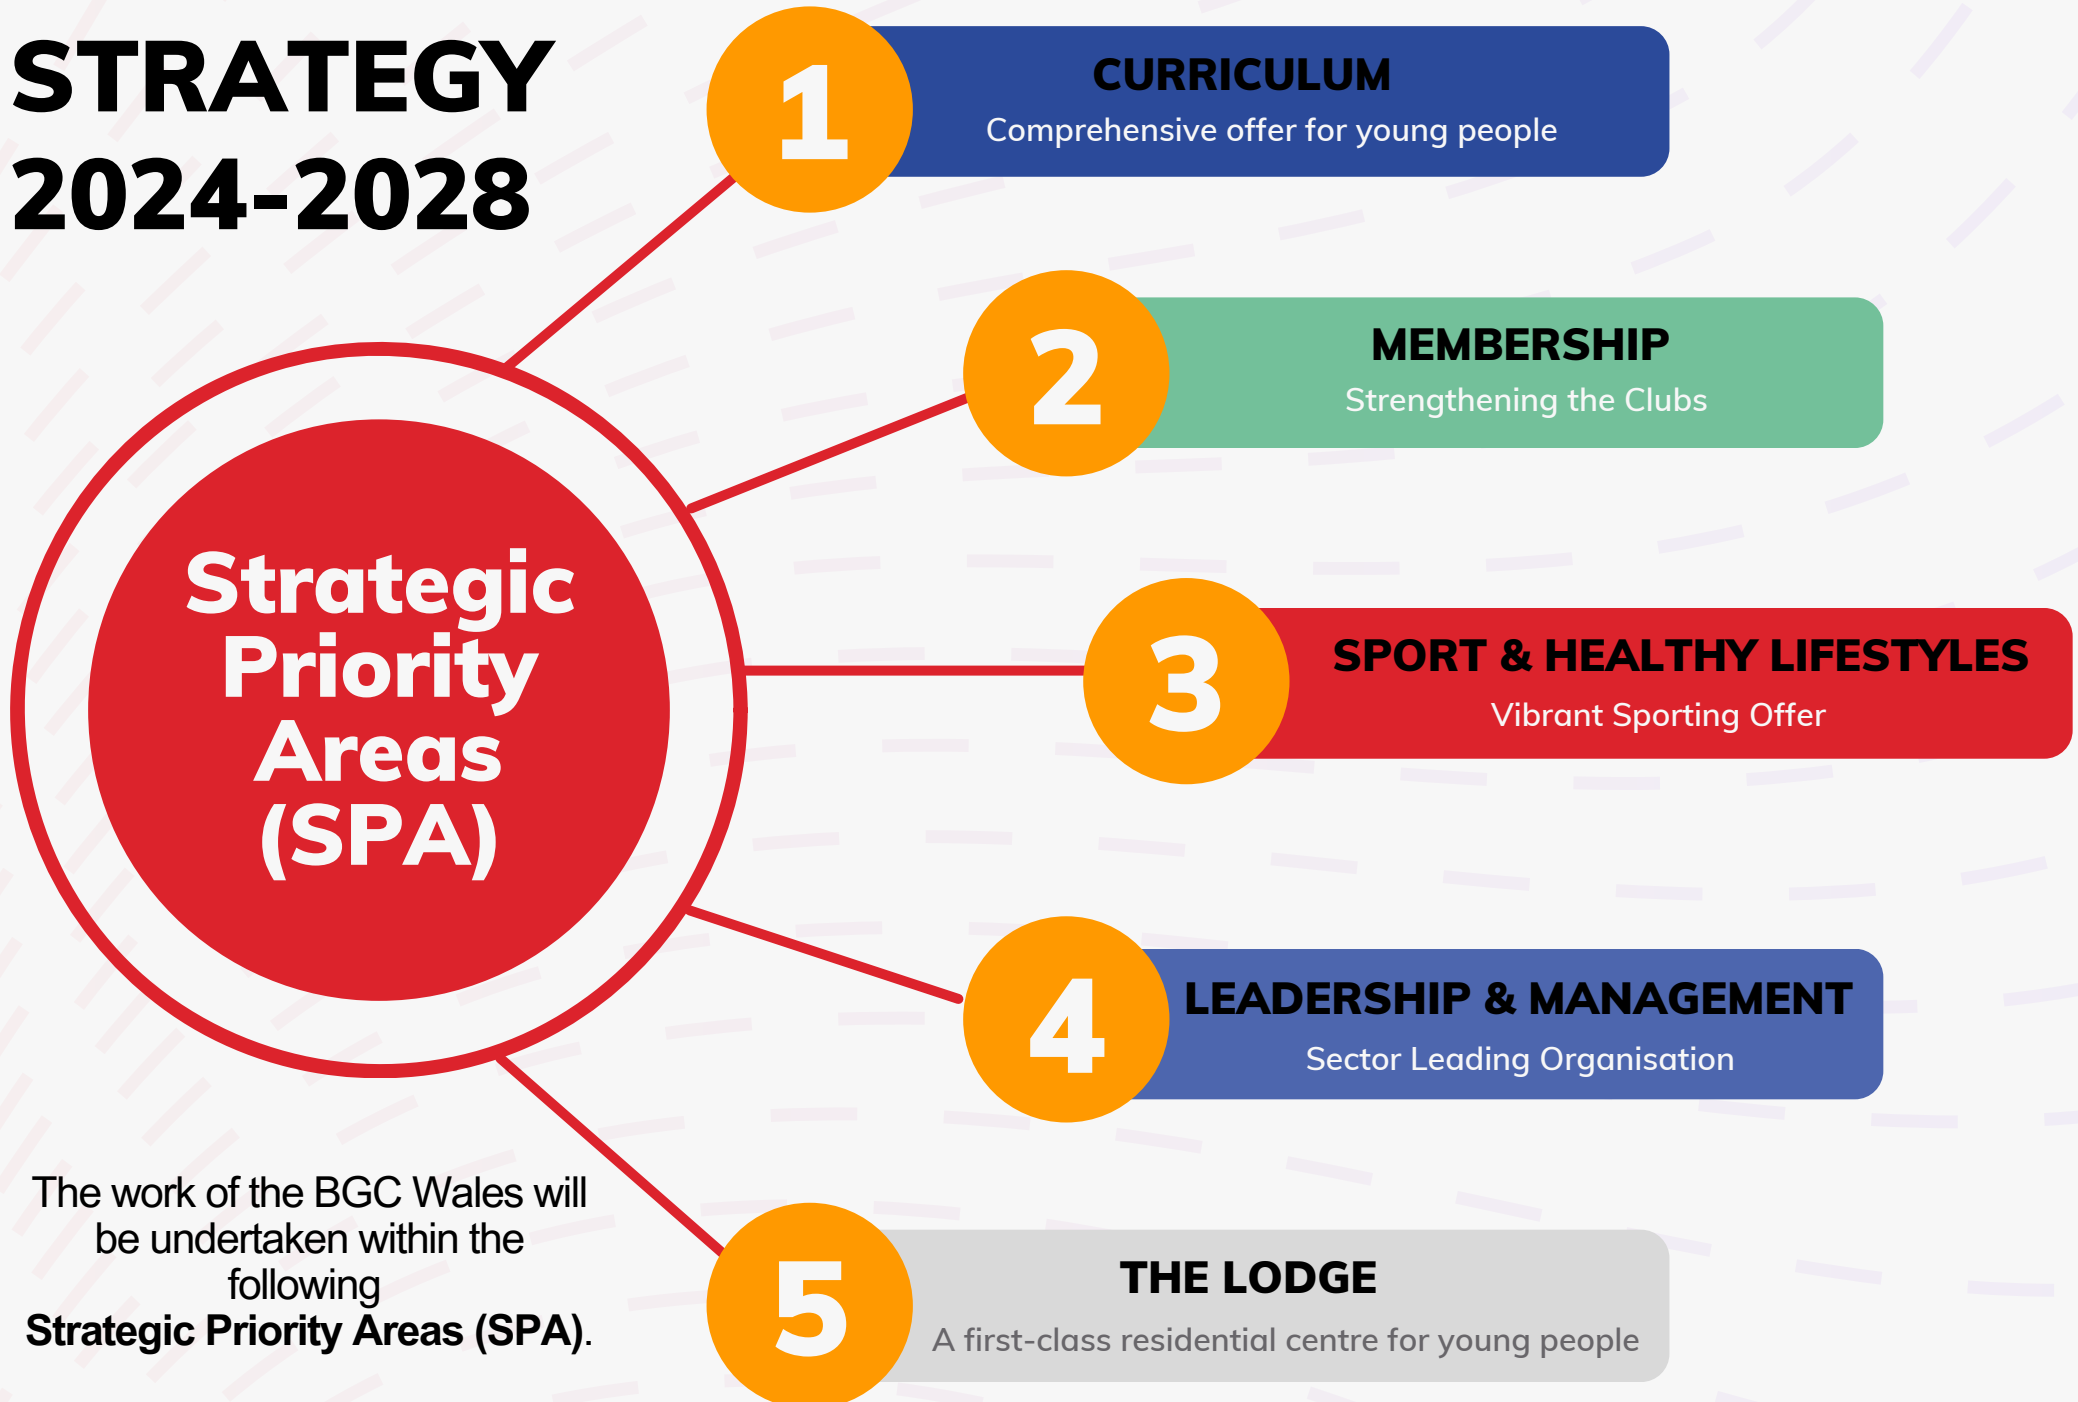 STRATEGY
2024-2028
Strategic
Priority
Areas
(SPA)
The work of the BGC Wales will
be undertaken within the
following
Strategic Priority Areas (SPA).
1
CURRICULUM
Comprehensive offer for young people
2
MEMBERSHIP
Strengthening the Clubs
3
SPORT & HEALTHY LIFESTYLES
Vibrant Sporting Offer
4
LEADERSHIP & MANAGEMENT
Sector Leading Organisation
5
THE LODGE
A first-class residential centre for young people